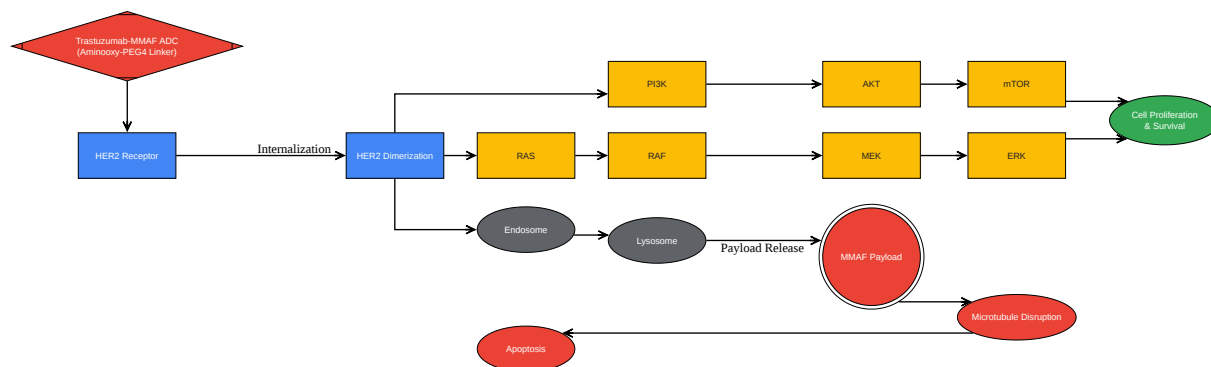 Trastuzumab-MMAF ADC
(Aminooxy-PEG4 Linker)
PI3K
AKT
mTOR
Cell Proliferation
& Survival
HER2 Receptor
Internalization
HER2 Dimerization
RAS
RAF
MEK
ERK
Endosome
Lysosome
Payload Release
MMAF Payload
Microtubule Disruption
Apoptosis